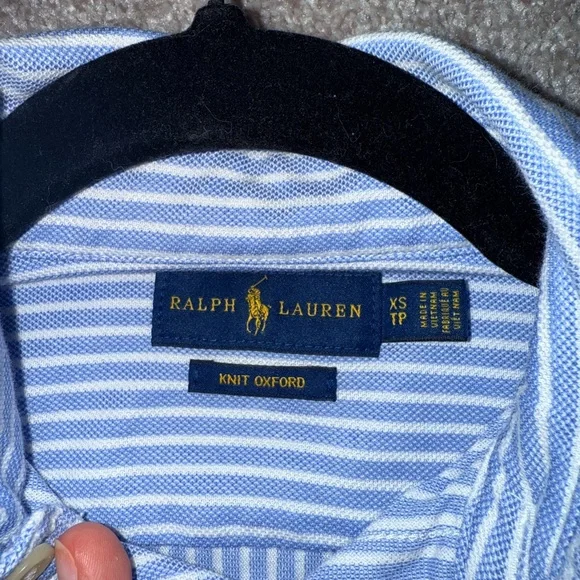 RALPH LAUREN
XS
TP
MADE IN
VIETNAM
FABRIQUÉ AU
VIÊT NAM
KNIT OXFORD